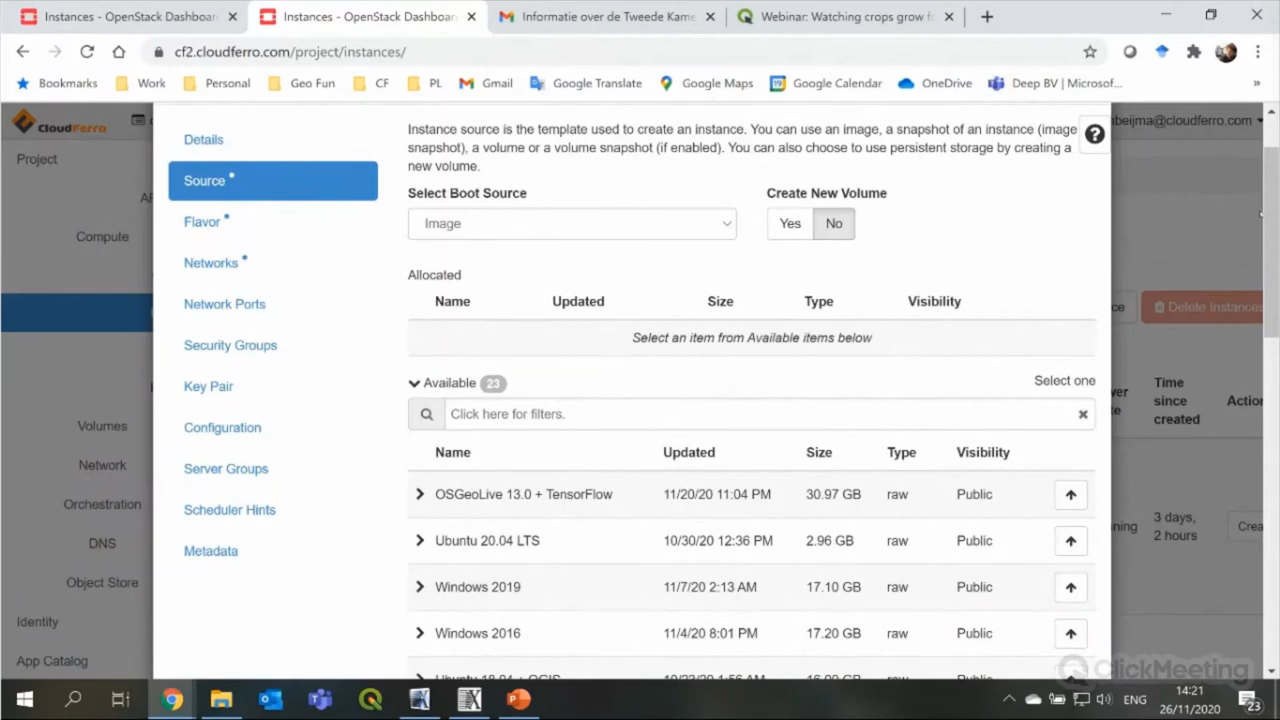 Instances - OpenStack Dashboar
Instances - OpenStack Dashboar
Informatie over de Tweede Kame
Webinar: Watching crops grow f
cf2.cloudferro.com/project/instances/
Bookmarks
Work
Personal
Geo Fun
CF
PL
Gmail
Google Translate
Google Maps
Google Calendar
OneDrive
Deep BV | Microsof...
»
CloudFerro
beijma@cloudferro.com
Project
Compute
Volumes
Network
Orchestration
DNS
Object Store
Identity
App Catalog
Details
Source *
Flavor *
Networks *
Network Ports
Security Groups
Key Pair
Configuration
Server Groups
Scheduler Hints
Metadata
Instance source is the template used to create an instance. You can use an image, a snapshot of an instance (image
snapshot), a volume or a volume snapshot (if enabled). You can also choose to use persistent storage by creating a
new volume.
Select Boot Source
Create New Volume
Image
Yes No
Allocated
Name Updated Size Type Visibility
Select an item from Available items below
Available 23
Select one
Click here for filters.
Name Updated Size Type Visibility
OSGeoLive 13.0 + TensorFlow 11/20/20 11:04 PM 30.97 GB raw Public
Ubuntu 20.04 LTS 10/30/20 12:36 PM 2.96 GB raw Public
Windows 2019 11/7/20 2:13 AM 17.10 GB raw Public
Windows 2016 11/4/20 8:01 PM 17.20 GB raw Public
ce
Delete Instances
Time
since
created
Action
ning
3 days,
2 hours
Crea
ClickMeeting
ENG
14:21
26/11/2020
23